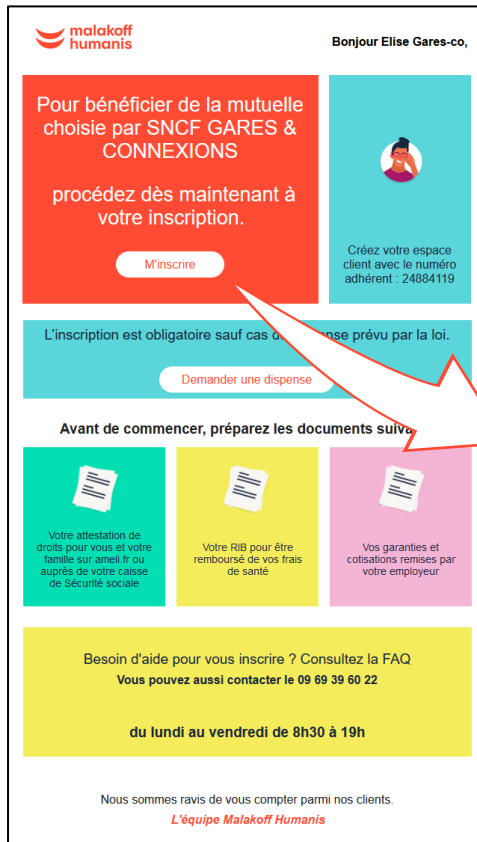 malakoff
humanis
Bonjour Elise Gares-co,
Pour bénéficier de la mutuelle
choisie par SNCF GARES &
CONNEXIONS
procédez dès maintenant à
votre inscription.
M'inscrire
Créez votre espace
client avec le numéro
adhérent : 24884119
L'inscription est obligatoire sauf cas prévu par la loi.
Demander une dispense
Avant de commencer, préparez les documents
Votre attestation de
droits pour vous et votre
famille sur ameli.fr ou
auprès de votre caisse
de Sécurité sociale
Votre RIB pour être
remboursé de vos frais
de santé
Vos garanties et
cotisations remises par
votre employeur
Besoin d'aide pour vous inscrire ? Consultez la FAQ
Vous pouvez aussi contacter le 09 69 39 60 22
du lundi au vendredi de 8h30 à 19h
Nous sommes ravis de vous compter parmi nos clients.
L'équipe Malakoff Humanis